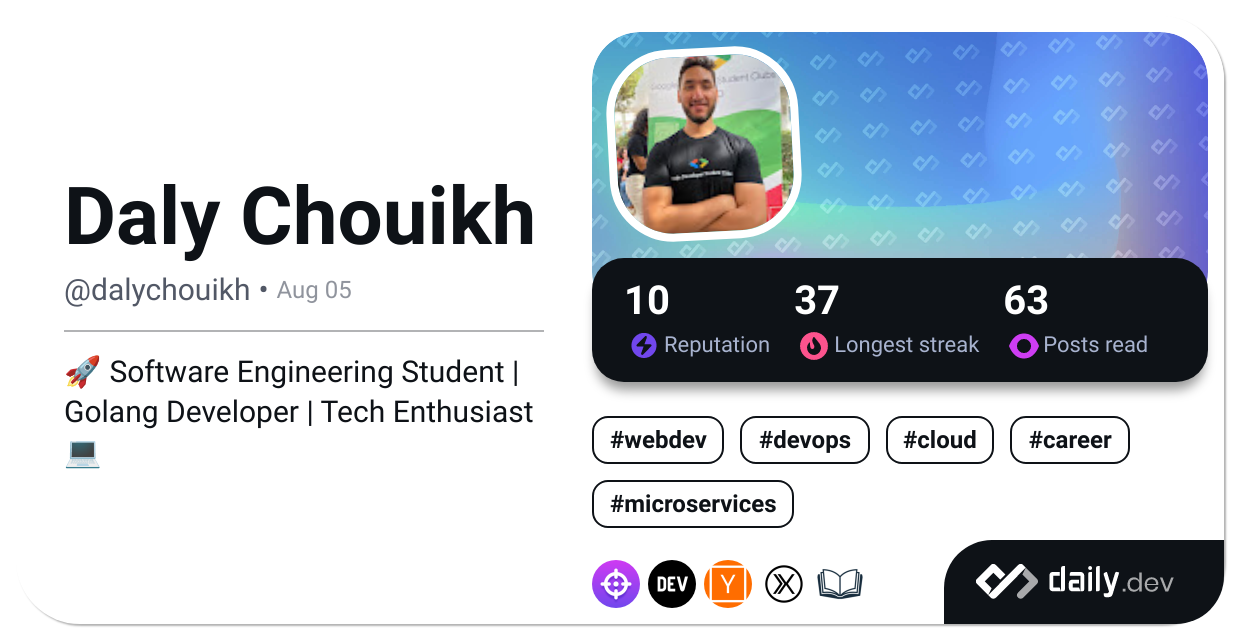 Daly Chouikh
@dalychouikh • Aug 05
🚀 Software Engineering Student |
Golang Developer | Tech Enthusiast
💻
10 37 63
Reputation Longest streak Posts read
#webdev #devops #cloud #career
#microservices
DEV Y
daily.dev